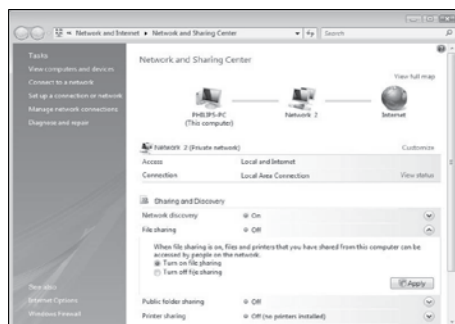 Network and Internet ▸ Network and Sharing Center
Search
Tasks
View computers and devices
Connect to a network
Set up a connection or network
Manage network connections
Diagnose and repair
Network and Sharing Center
View full map
PHILIPS-PC
(This computer)
Network 2
Internet
Network 2 (Private network)
Customize
Access
Local and Internet
Connection
Local Area Connection
View status
Sharing and Discovery
Network discovery
On
File sharing
Off
When file sharing is on, files and printers that you have shared from this computer can be
accessed by people on the network.
Turn on file sharing
Turn off file sharing
Apply
Public folder sharing
Off
Printer sharing
Off (no printers installed)
See also
Internet Options
Windows Firewall